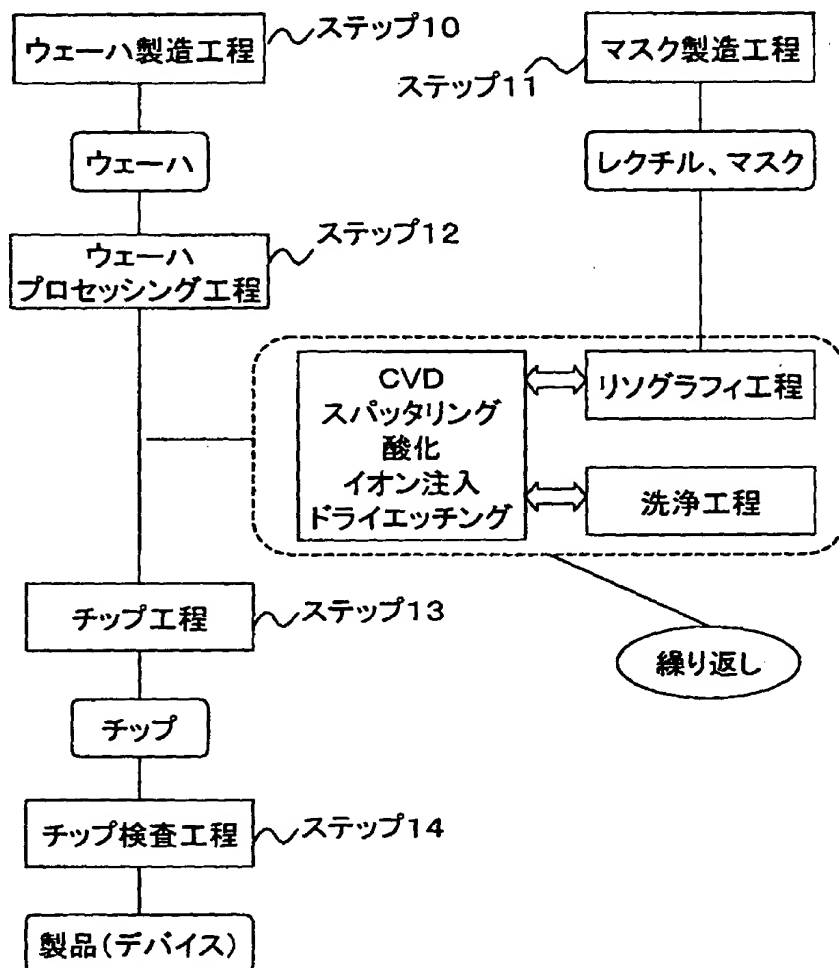 ウェーハ製造工程
ステップ10
マスク製造工程
ステップ11
ウェーハ
レクチル、マスク
ステップ12
ウェーハ
プロセッシング工程
CVD
スパッタリング
酸化
イオン注入
ドライエッチング
リソグラフィ工程
洗浄工程
チップ工程
ステップ13
繰り返し
チップ
チップ検査工程
ステップ14
製品(デバイス)